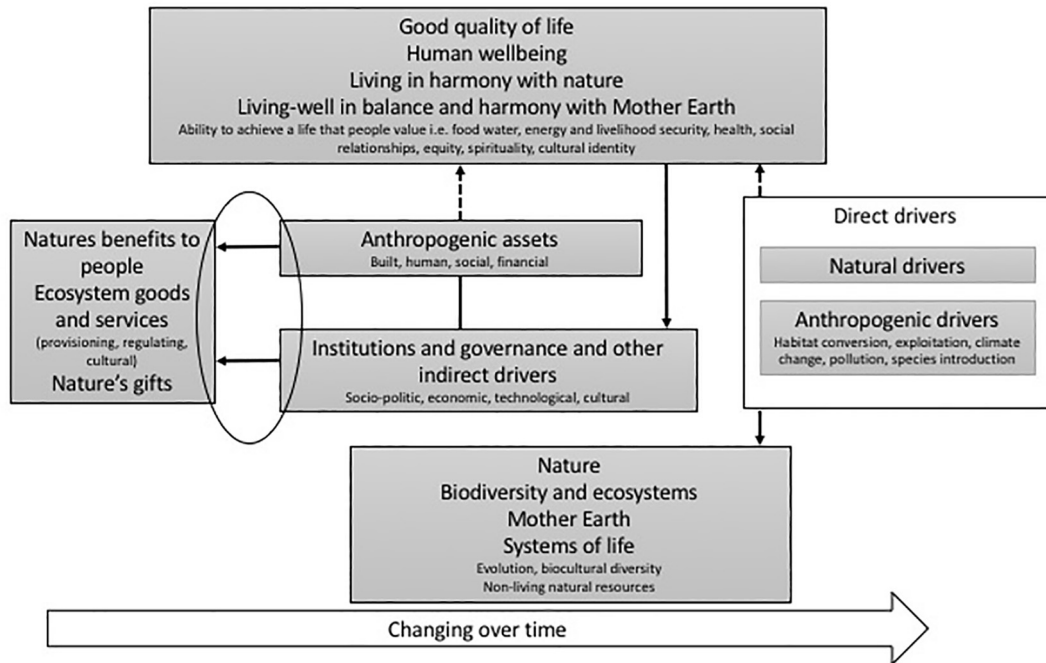 Good quality of life
Human wellbeing
Living in harmony with nature
Living-well in balance and harmony with Mother Earth
Ability to achieve a life that people value i.e. food water, energy and livelihood security, health, social
relationships, equity, spirituality, cultural identity
Natures benefits to
people
Ecosystem goods
and services
(provisioning, regulating,
cultural)
Nature's gifts
Anthropogenic assets
Built, human, social, financial
Institutions and governance and other
indirect drivers
Socio-politic, economic, technological, cultural
Direct drivers
Natural drivers
Anthropogenic drivers
Habitat conversion, exploitation, climate
change, pollution, species introduction
Nature
Biodiversity and ecosystems
Mother Earth
Systems of life
Evolution, biocultural diversity
Non-living natural resources
Changing over time